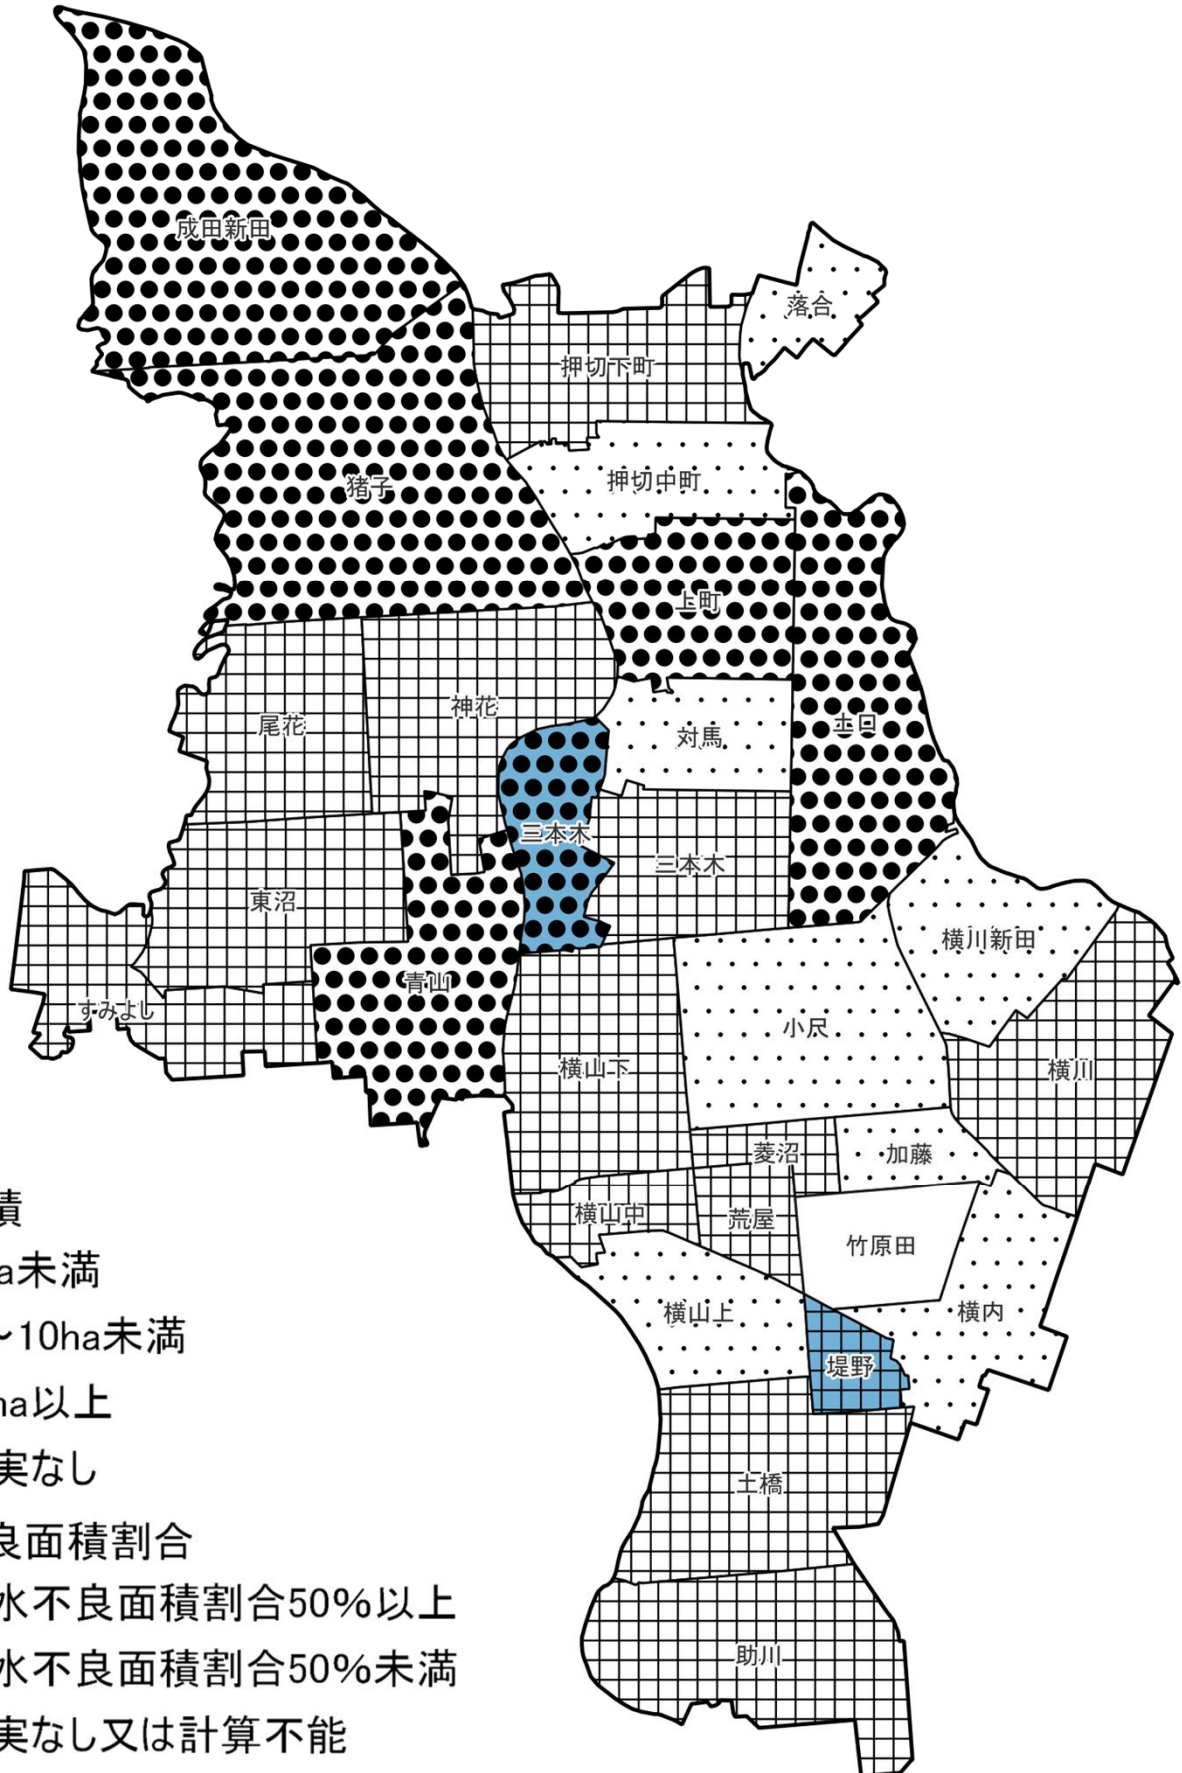 成田新田
落合
押切下町
押切中町
猪子
上町
神花
尾花
対馬
土口
三本木
三本木
東沼
横川新田
青山
すみよし
小尺
横山下
横川
菱沼
加藤
横山中
荒屋
竹原田
横山上
横内
堤野
土橋
助川
積
a未満
~10ha未満
ha以上
実なし
良面積割合
水不良面積割合50%以上
水不良面積割合50%未満
実なし又は計算不能